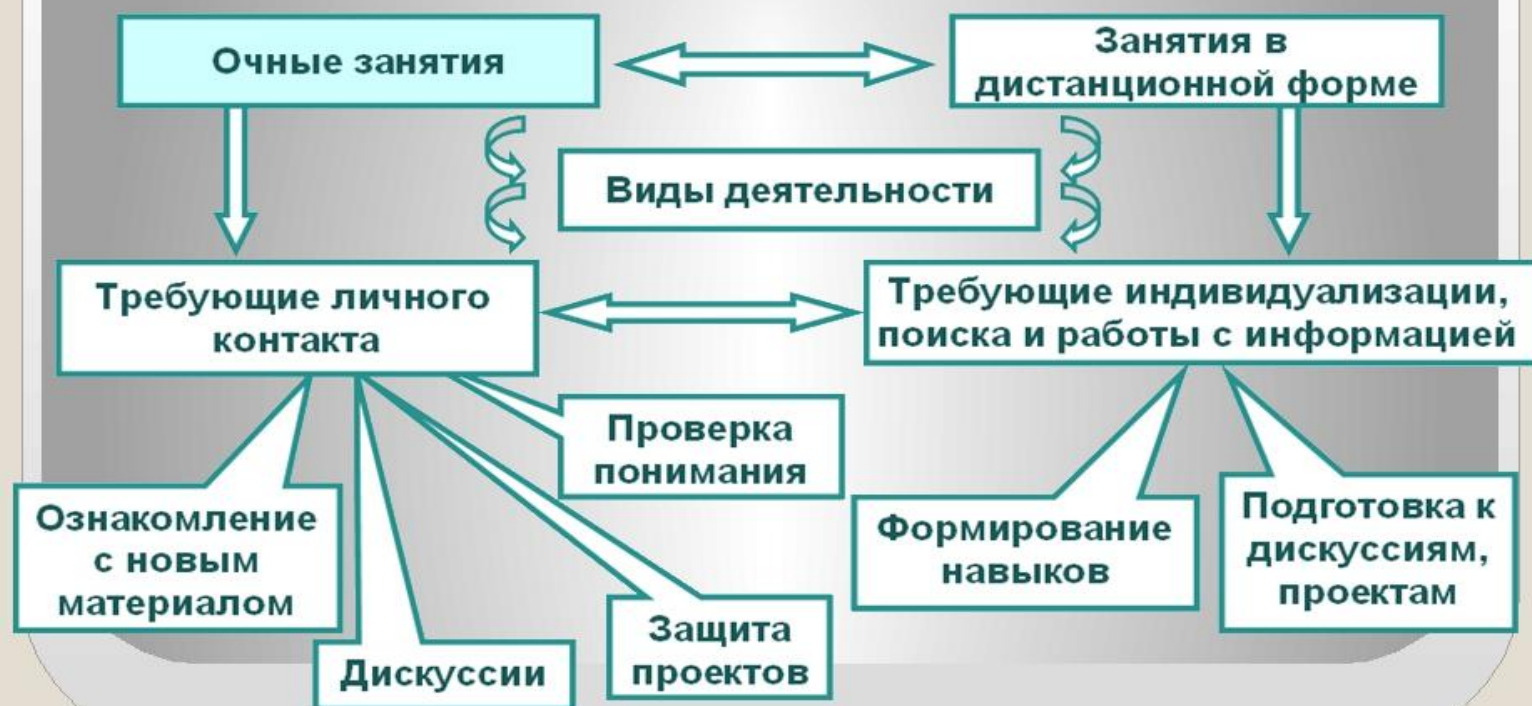 Очные занятия
Занятия в
дистанционной форме
Виды деятельности
Требующие личного
контакта
Требующие индивидуализации,
поиска и работы с информацией
Проверка
понимания
Ознакомление
с новым
материалом
Дискуссии
Защита
проектов
Формирование
навыков
Подготовка к
дискуссиям,
проектам